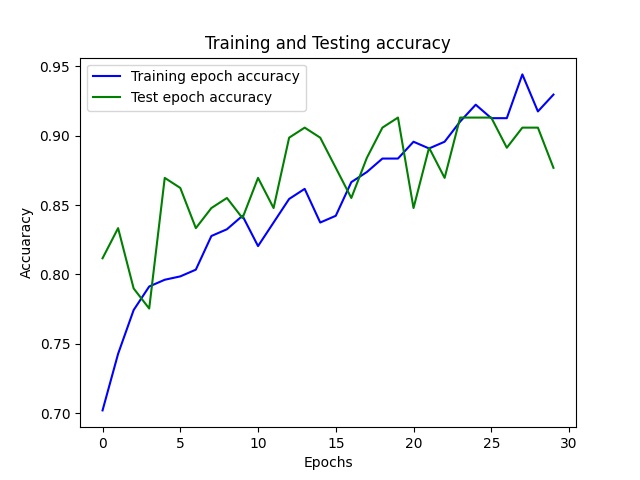 Training and Testing accuracy
Training epoch accuracy
Test epoch accuracy
Accuaracy
0.95
0.90
0.85
0.80
0.75
0.70
0 5 10 15 20 25 30
Epochs